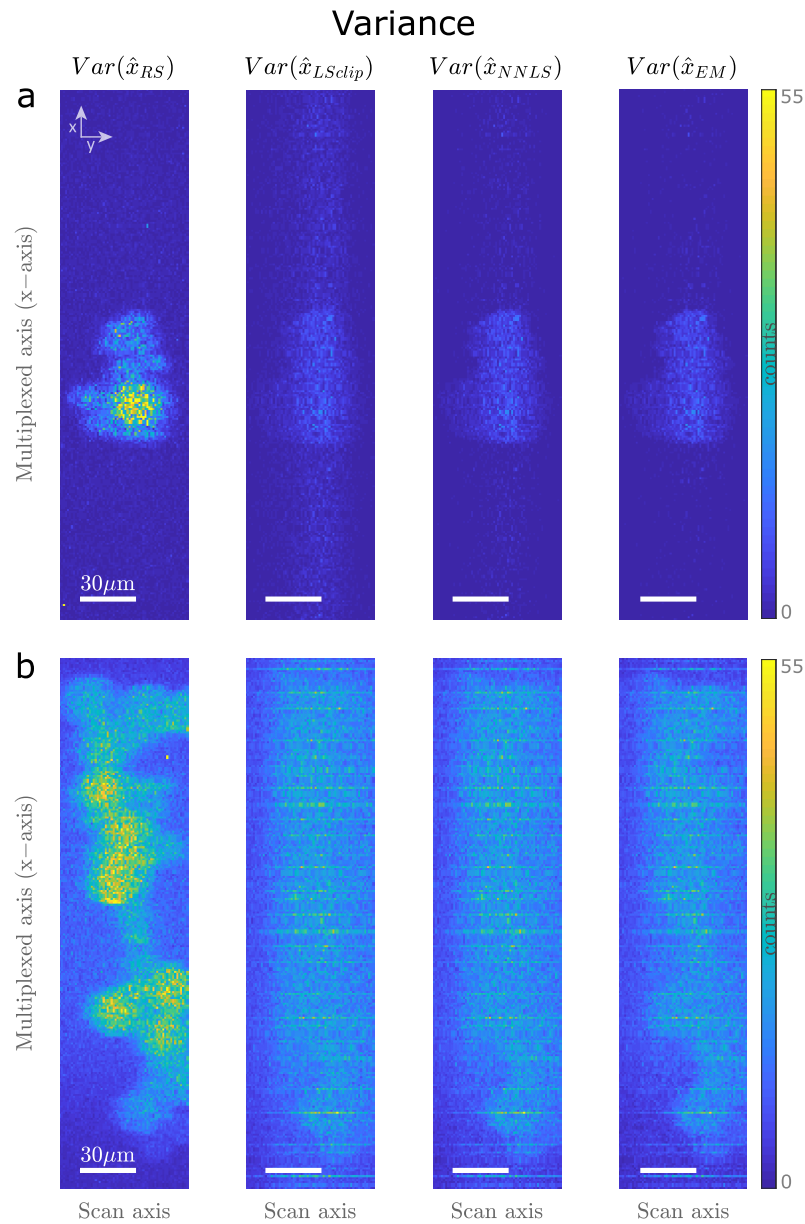 Variance
Var(x̂_RS) Var(x̂_LSclip) Var(x̂_NNLS) Var(x̂_EM)
a
x
y
Multiplexed axis (x−axis)
30μm
55
counts
0
b
Multiplexed axis (x−axis)
30μm
55
counts
0
Scan axis Scan axis Scan axis Scan axis